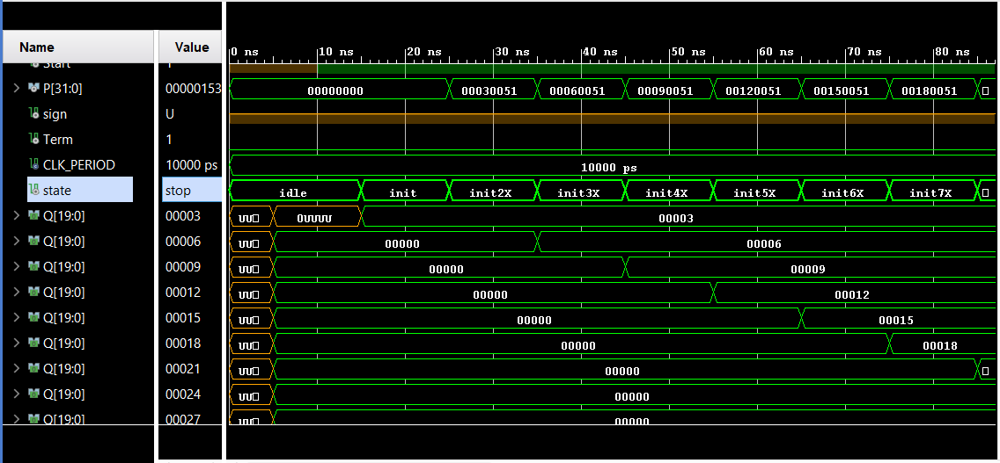 Name Value 0 ns 10 ns 20 ns 30 ns 40 ns 50 ns 60 ns 70 ns 80 ns
Start 1
P[31:0] 00000153 00000000 00030051 00060051 00090051 00120051 00150051 00180051
sign U
Term 1
CLK_PERIOD 10000 ps 10000 ps
state stop idle init init2X init3X init4X init5X init6X init7X
Q[19:0] 00003 UU 0UUUU 00003
Q[19:0] 00006 UU 00000 00006
Q[19:0] 00009 UU 00000 00009
Q[19:0] 00012 UU 00000 00012
Q[19:0] 00015 UU 00000 00015
Q[19:0] 00018 UU 00000 00018
Q[19:0] 00021 UU 00000
Q[19:0] 00024 UU 00000
Q[19:0] 00027 UU 00000